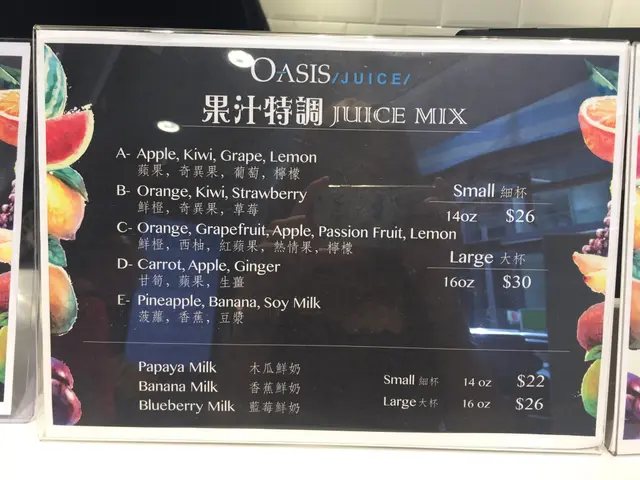 OASIS/JUICE/
果汁特調 JUICE MIX
A- Apple, Kiwi, Grape, Lemon
蘋果, 奇異果, 葡萄, 檸檬
B- Orange, Kiwi, Strawberry
鮮橙, 奇異果, 草莓
C- Orange, Grapefruit, Apple, Passion Fruit, Lemon
鮮橙, 西柚, 紅蘋果, 熱情果, 檸檬
D- Carrot, Apple, Ginger
甘筍, 蘋果, 生薑
E- Pineapple, Banana, Soy Milk
菠蘿, 香蕉, 豆漿
Small 細杯
14oz $26
Large 大杯
16oz $30
Papaya Milk 木瓜鮮奶
Banana Milk 香蕉鮮奶
Blueberry Milk 藍莓鮮奶
Small 細杯 14 oz $22
Large 大杯 16 oz $26